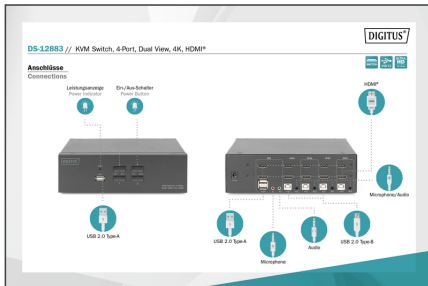 DIGITUS®
DS-12883 // KVM Switch, 4-Port, Dual View, 4K, HDMI®
Anschlüsse
Connections
Leistungsanzeige
Power Indicator
Ein-/Aus-Schalter
Power Button
HDMI®
DIGITUS
Microphone/Audio
USB 2.0 Type-A
USB 2.0 Type-A
Microphone
Audio
USB 2.0 Type-B